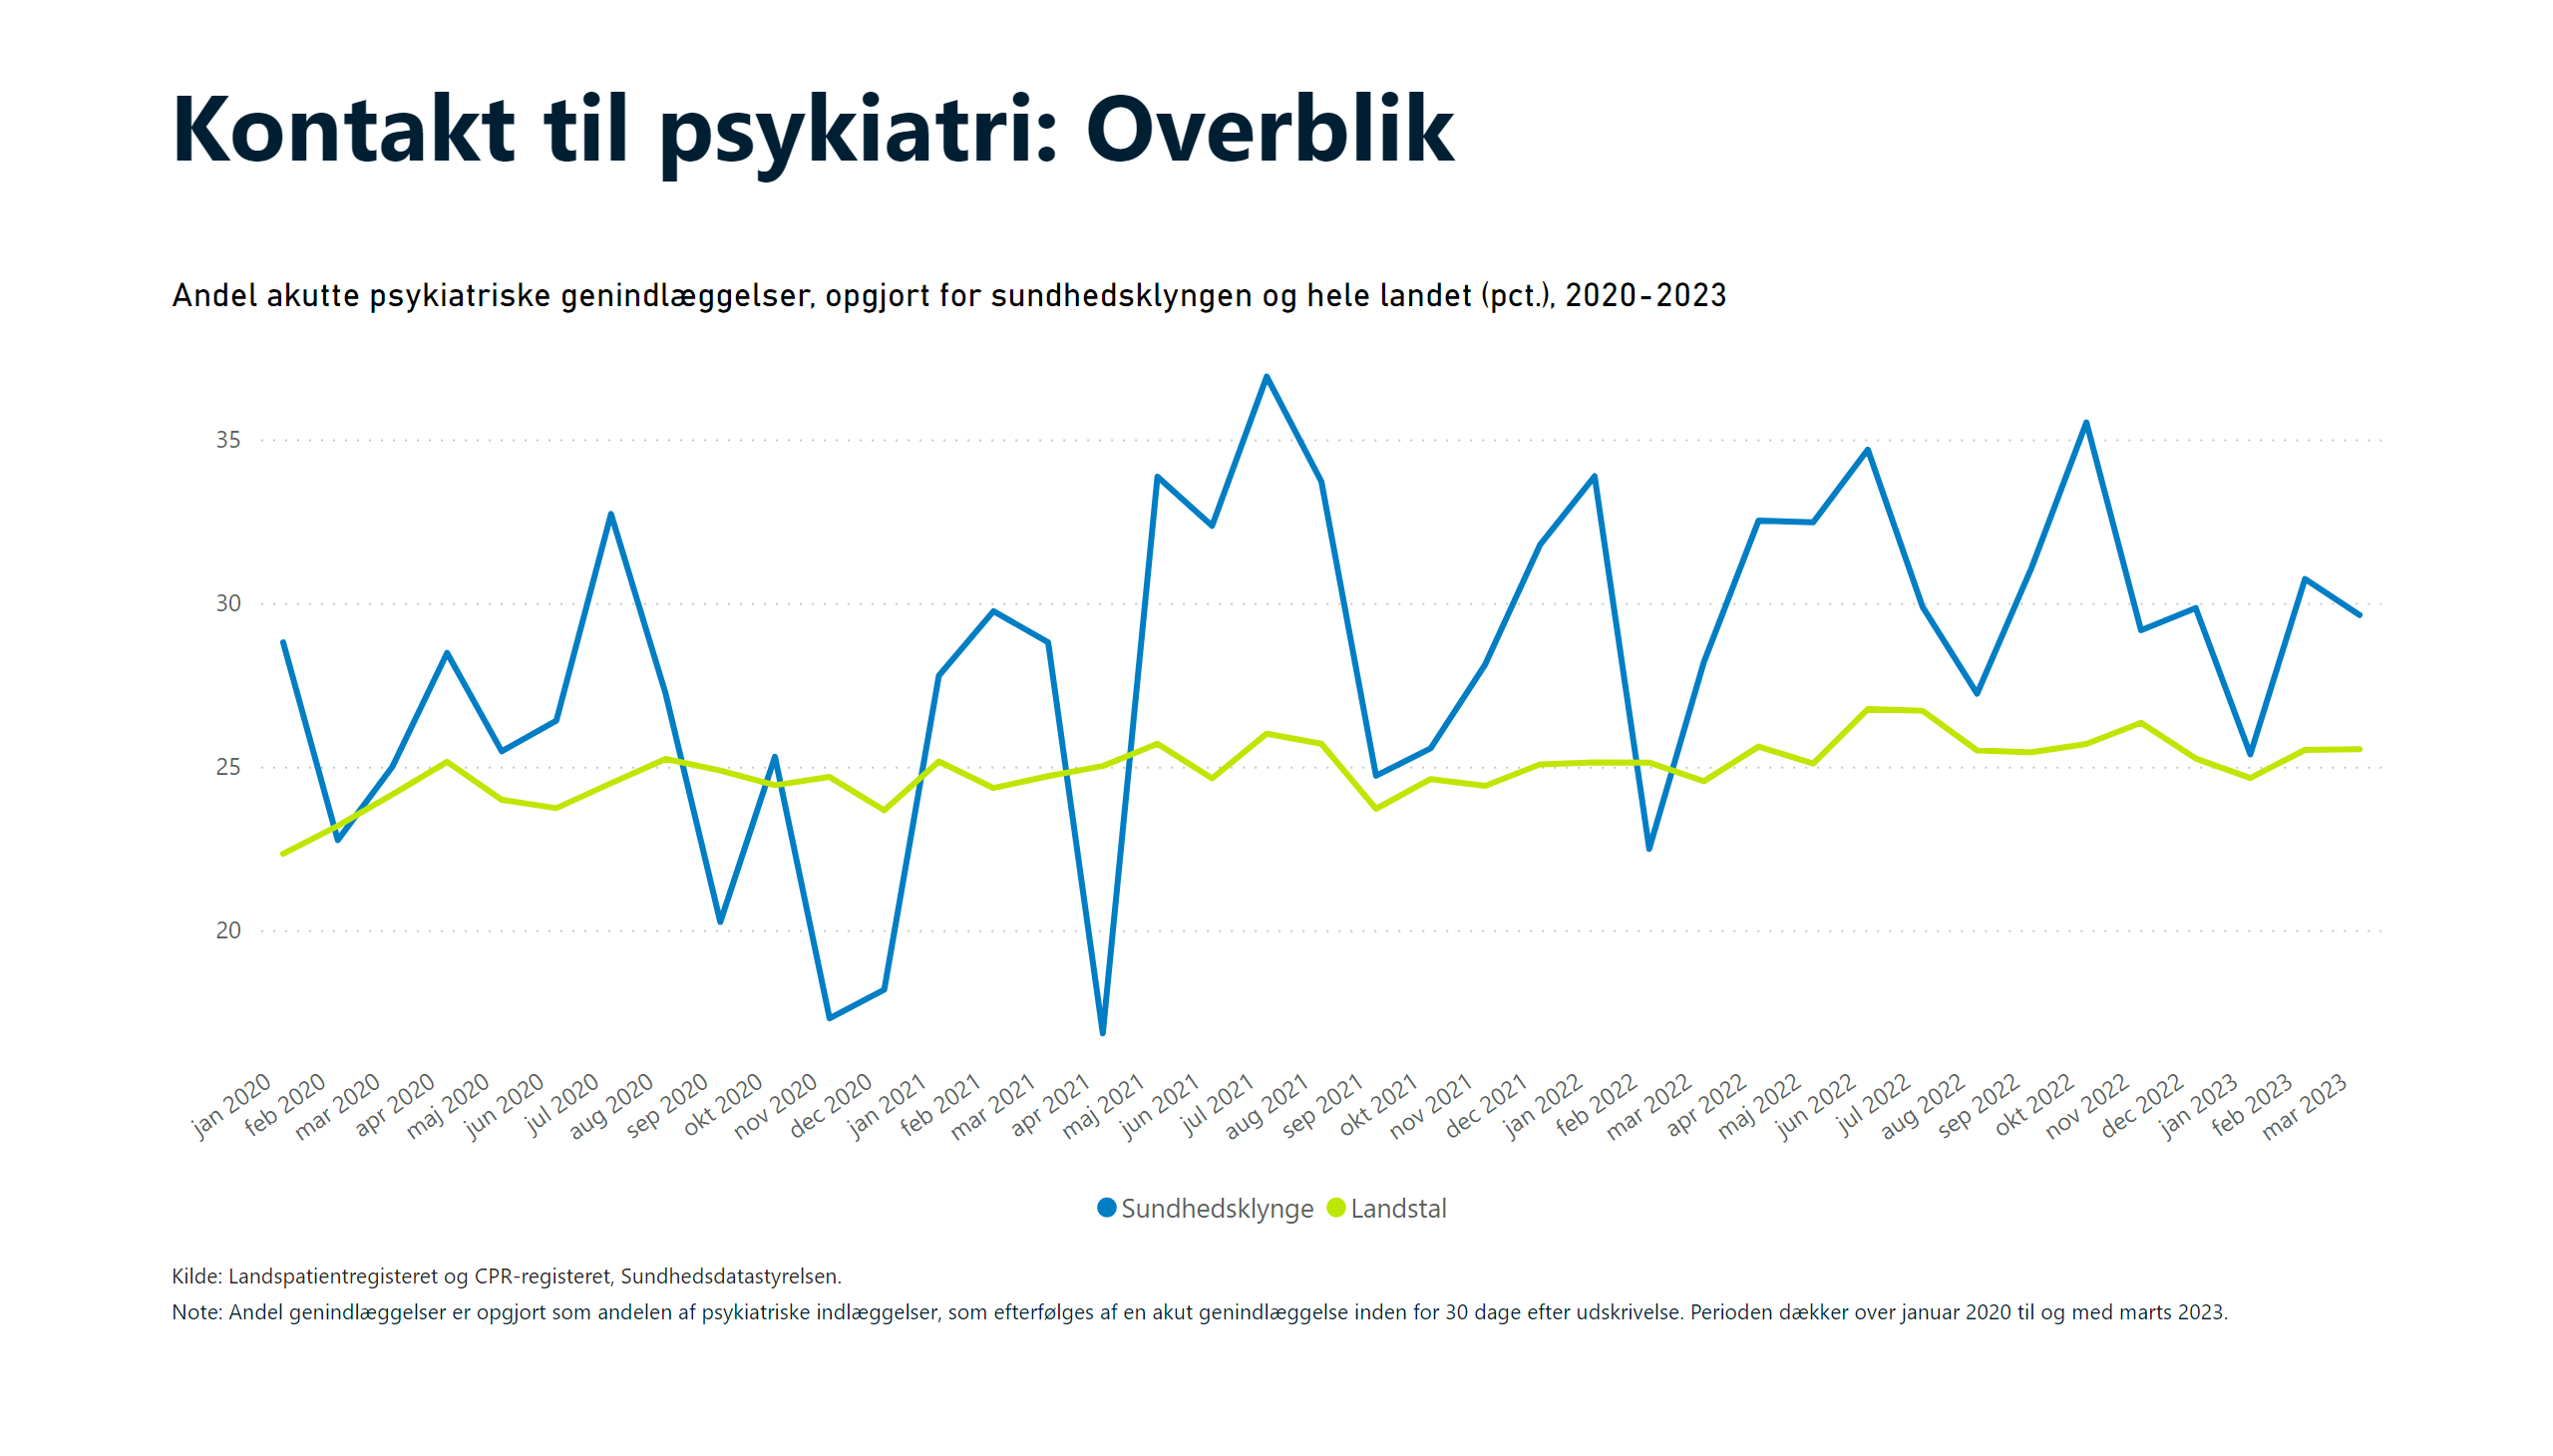 Kontakt til psykiatri: Overblik
Andel akutte psykiatriske genindlæggelser, opgjort for sundhedsklyngen og hele landet (pct.), 2020-2023
35
30
25
20
jan 2020
feb 2020
mar 2020
apr 2020
maj 2020
jun 2020
jul 2020
aug 2020
sep 2020
okt 2020
nov 2020
dec 2020
jan 2021
feb 2021
mar 2021
apr 2021
maj 2021
jun 2021
jul 2021
aug 2021
sep 2021
okt 2021
nov 2021
dec 2021
jan 2022
feb 2022
mar 2022
apr 2022
maj 2022
jun 2022
jul 2022
aug 2022
sep 2022
okt 2022
nov 2022
dec 2022
jan 2023
feb 2023
mar 2023
Sundhedsklynge Landstal
Kilde: Landspatientregisteret og CPR-registeret, Sundhedsdatastyrelsen.
Note: Andel genindlæggelser er opgjort som andelen af psykiatriske indlæggelser, som efterfølges af en akut genindlæggelse inden for 30 dage efter udskrivelse. Perioden dækker over januar 2020 til og med marts 2023.